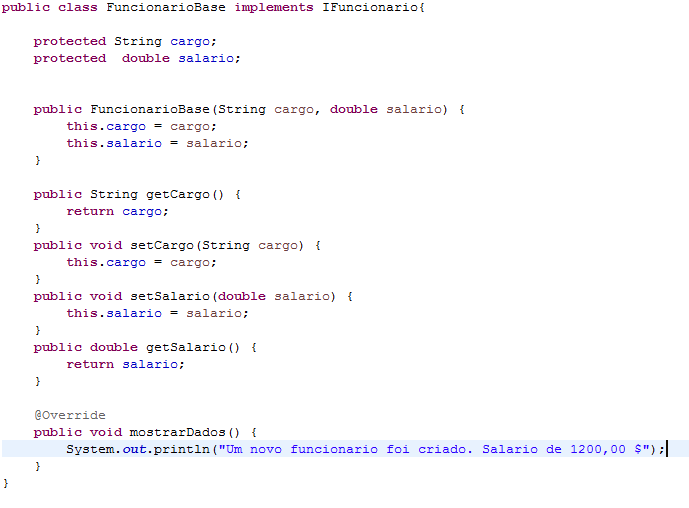 public class FuncionarioBase implements IFuncionario{
protected String cargo;
protected  double salario;
public FuncionarioBase(String cargo, double salario) {
this.cargo = cargo;
this.salario = salario;
}
public String getCargo() {
return cargo;
}
public void setCargo(String cargo) {
this.cargo = cargo;
}
public void setSalario(double salario) {
this.salario = salario;
}
public double getSalario() {
return salario;
}
@Override
public void mostrarDados() {
System.out.println("Um novo funcionario foi criado. Salario de 1200,00 $");
}
}